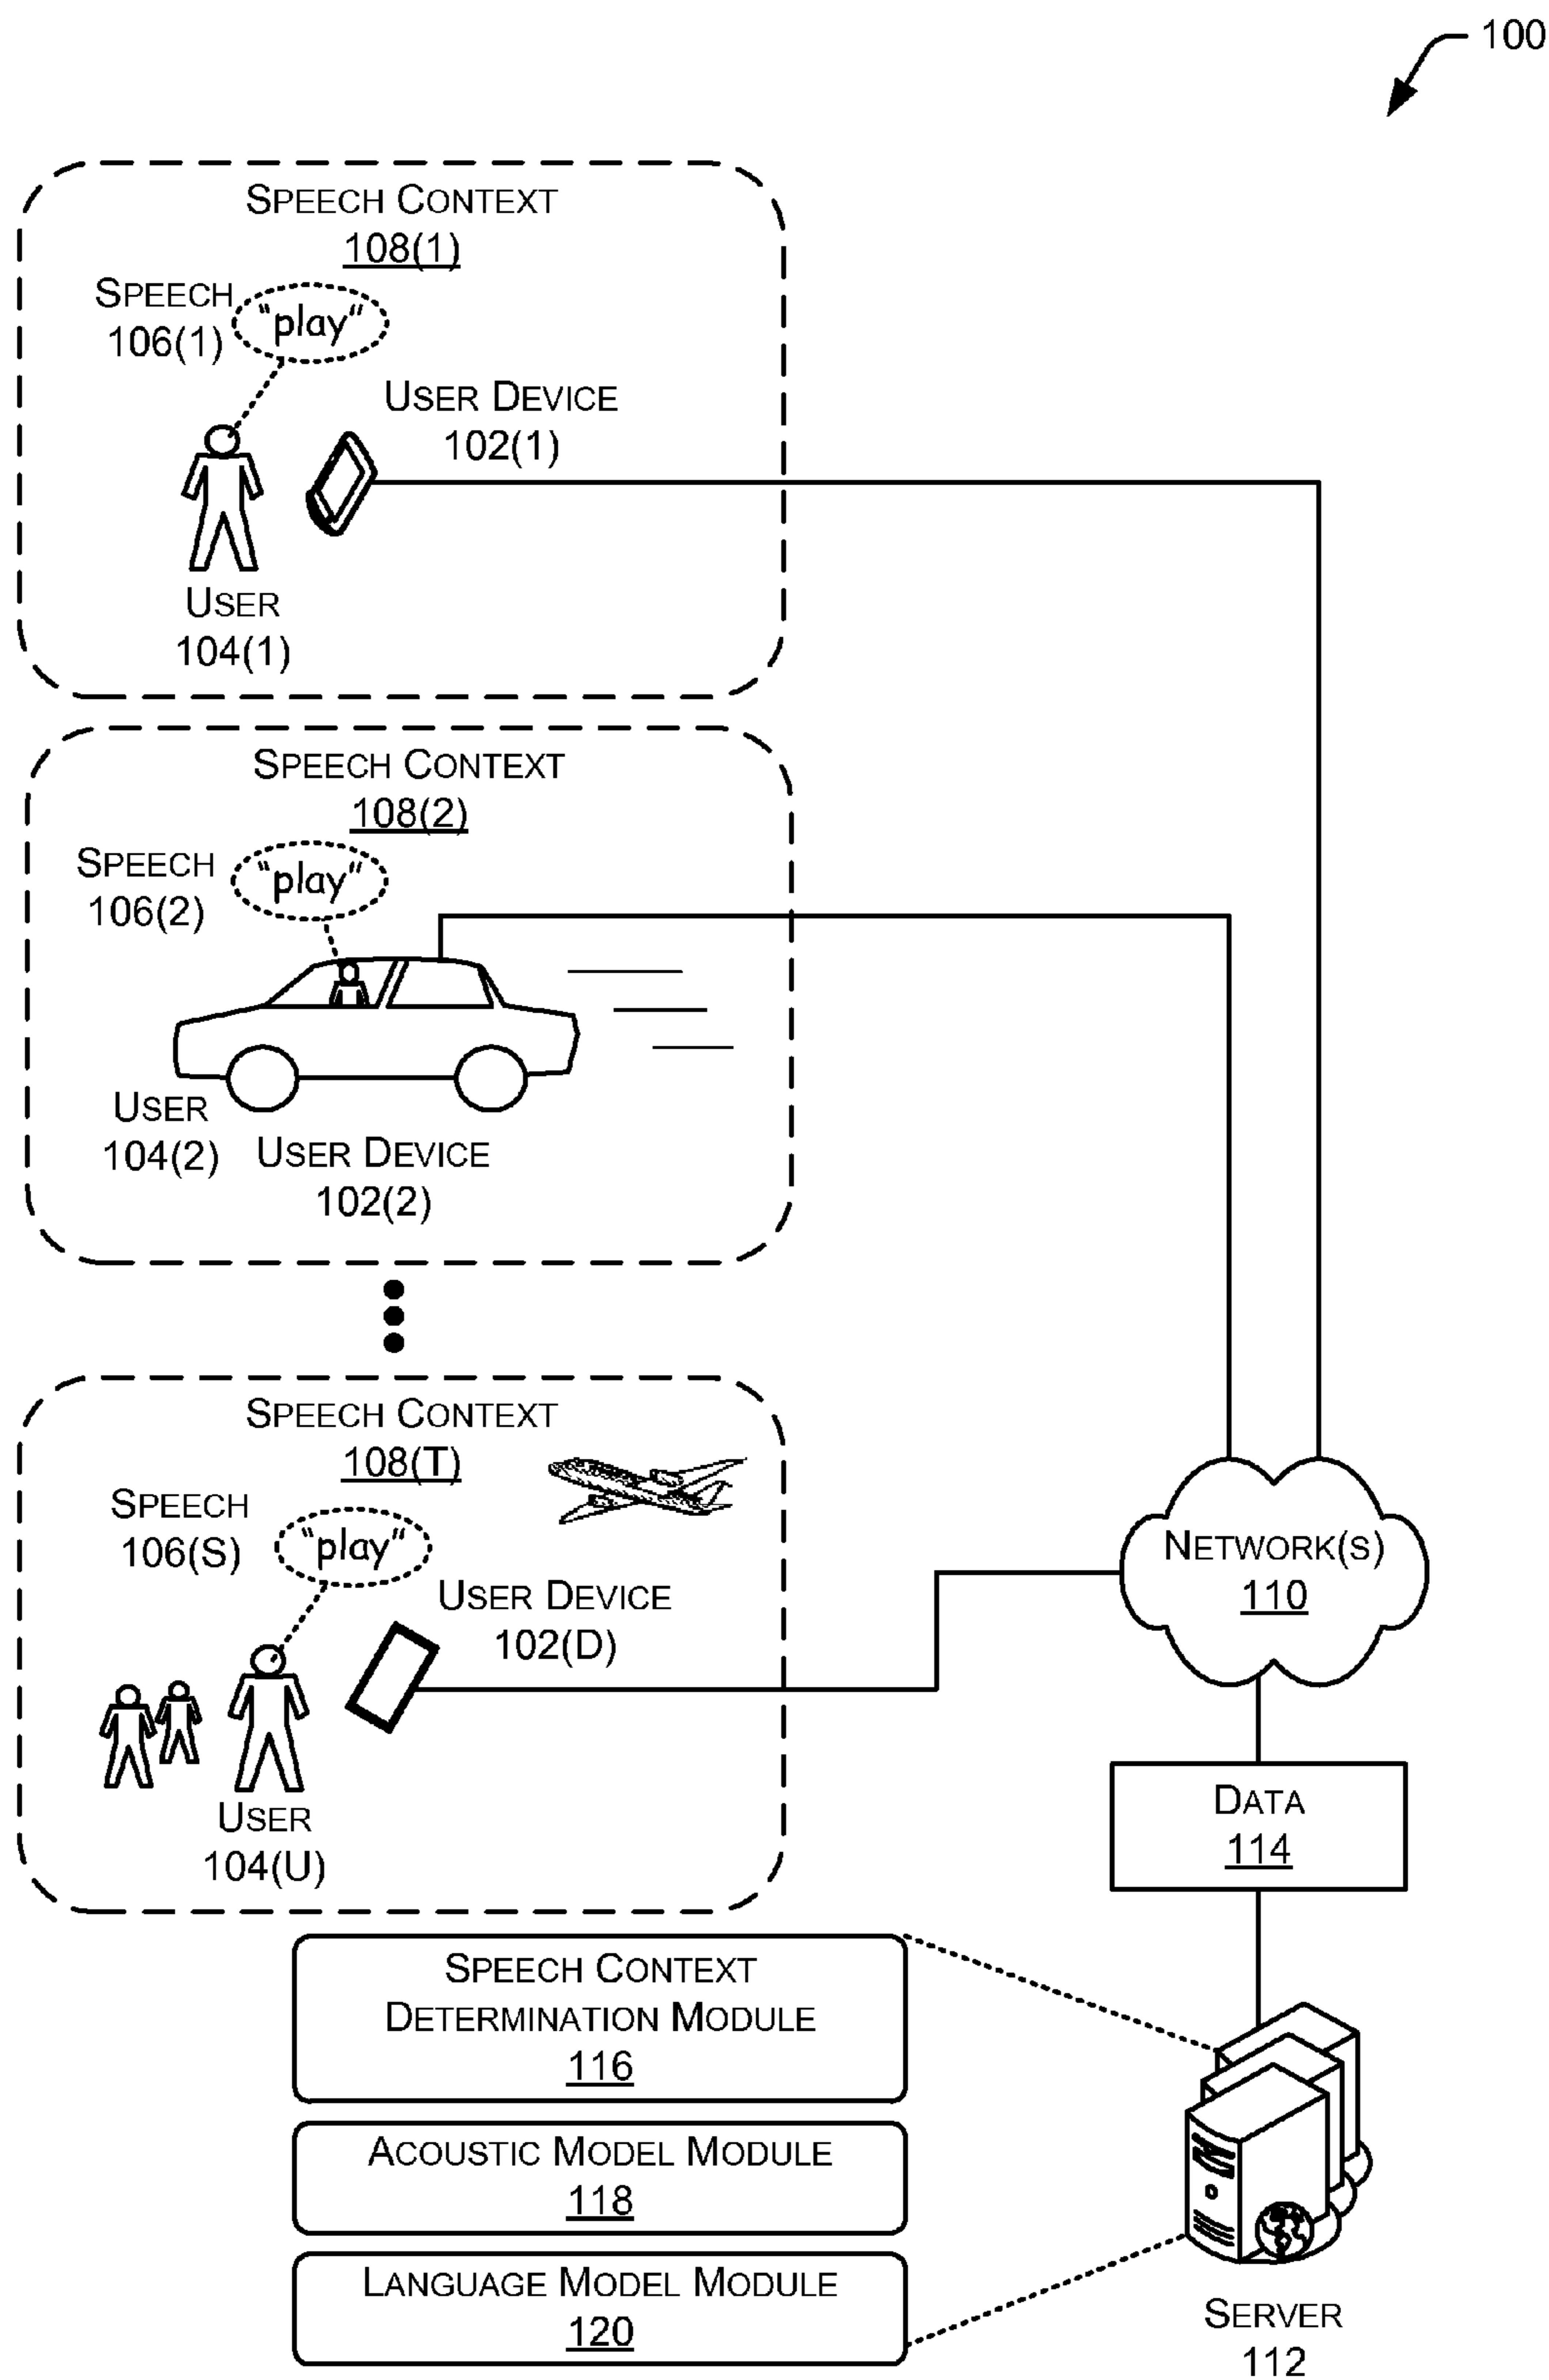 100
SPEECH CONTEXT
108(1)
SPEECH
106(1)
"play"
USER DEVICE
102(1)
USER
104(1)
SPEECH CONTEXT
108(2)
SPEECH
106(2)
"play"
USER
104(2)
USER DEVICE
102(2)
SPEECH CONTEXT
108(T)
SPEECH
106(S)
"play"
USER DEVICE
102(D)
USER
104(U)
NETWORK(S)
110
DATA
114
SPEECH CONTEXT
DETERMINATION MODULE
116
ACOUSTIC MODEL MODULE
118
LANGUAGE MODEL MODULE
120
SERVER
112